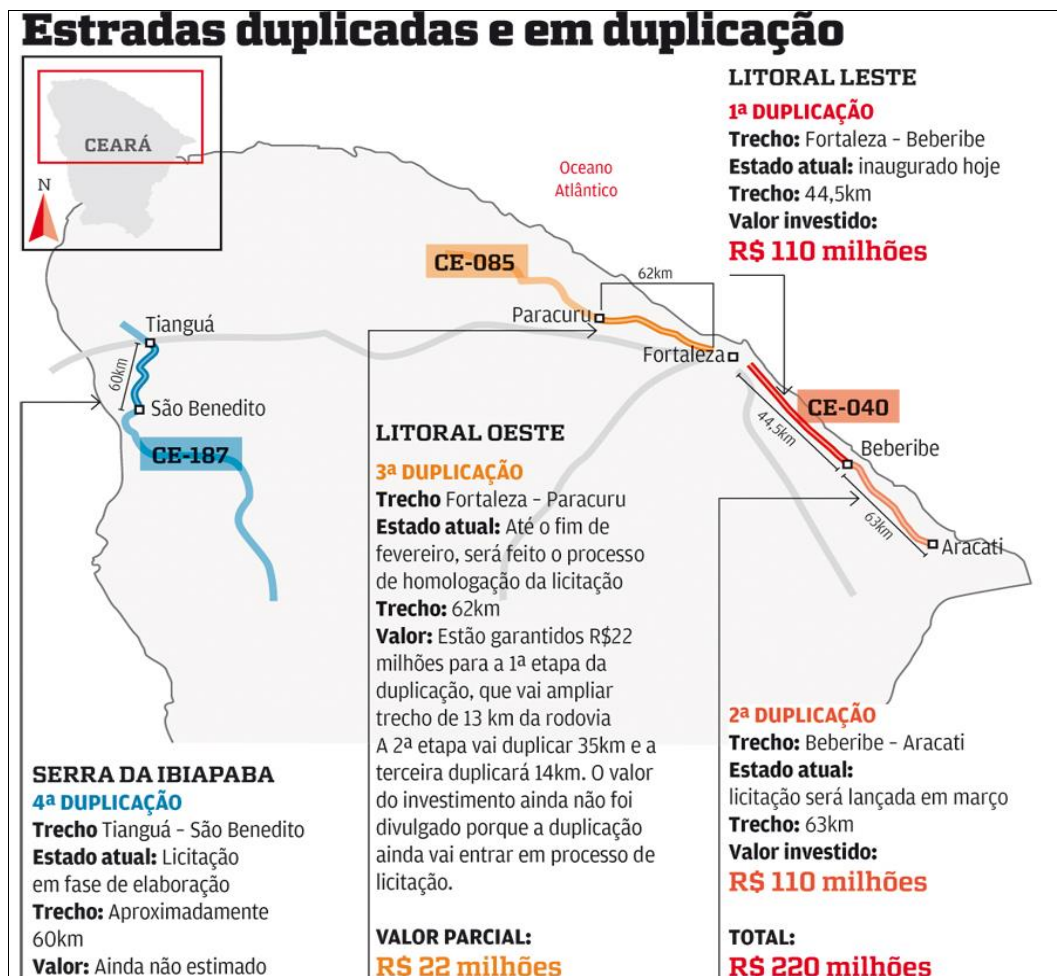 Estradas duplicadas e em duplicação
CEARÁ
N
Oceano
Atlântico
LITORAL LESTE
1ª DUPLICAÇÃO
Trecho: Fortaleza - Beberibe
Estado atual: inaugurado hoje
Trecho: 44,5km
Valor investido:
R$ 110 milhões
CE-085
62km
Paracuru
Fortaleza
Tianguá
60km
São Benedito
CE-187
CE-040
44,5km
Beberibe
63km
Aracati
LITORAL OESTE
3ª DUPLICAÇÃO
Trecho Fortaleza - Paracuru
Estado atual: Até o fim de
fevereiro, será feito o processo
de homologação da licitação
Trecho: 62km
Valor: Estão garantidos R$22
milhões para a 1ª etapa da
duplicação, que vai ampliar
trecho de 13 km da rodovia
A 2ª etapa vai duplicar 35km e a
terceira duplicará 14km. O valor
do investimento ainda não foi
divulgado porque a duplicação
ainda vai entrar em processo de
licitação.
VALOR PARCIAL:
R$ 22 milhões
SERRA DA IBIAPABA
4ª DUPLICAÇÃO
Trecho Tianguá - São Benedito
Estado atual: Licitação
em fase de elaboração
Trecho: Aproximadamente
60km
Valor: Ainda não estimado
2ª DUPLICAÇÃO
Trecho: Beberibe - Aracati
Estado atual:
licitação será lançada em março
Trecho: 63km
Valor investido:
R$ 110 milhões
TOTAL:
R$ 220 milhões